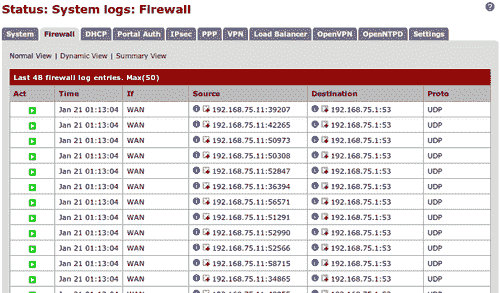 Status: System logs: Firewall
System Firewall DHCP Portal Auth IPsec PPP VPN Load Balancer OpenVPN OpenNTPD Settings
Normal View | Dynamic View | Summary View
Last 48 firewall log entries. Max(50)
Act Time If Source Destination Proto
Jan 21 01:13:04 WAN 192.168.75.11:39207 192.168.75.1:53 UDP
Jan 21 01:13:04 WAN 192.168.75.11:42265 192.168.75.1:53 UDP
Jan 21 01:13:04 WAN 192.168.75.11:50973 192.168.75.1:53 UDP
Jan 21 01:13:04 WAN 192.168.75.11:50308 192.168.75.1:53 UDP
Jan 21 01:13:04 WAN 192.168.75.11:52847 192.168.75.1:53 UDP
Jan 21 01:13:04 WAN 192.168.75.11:36394 192.168.75.1:53 UDP
Jan 21 01:13:04 WAN 192.168.75.11:56571 192.168.75.1:53 UDP
Jan 21 01:13:04 WAN 192.168.75.11:51291 192.168.75.1:53 UDP
Jan 21 01:13:04 WAN 192.168.75.11:52990 192.168.75.1:53 UDP
Jan 21 01:13:04 WAN 192.168.75.11:52566 192.168.75.1:53 UDP
Jan 21 01:13:04 WAN 192.168.75.11:58715 192.168.75.1:53 UDP
Jan 21 01:13:04 WAN 192.168.75.11:34865 192.168.75.1:53 UDP
Jan 21 01:13:04 WAN 192.168.75.1:53 UDP